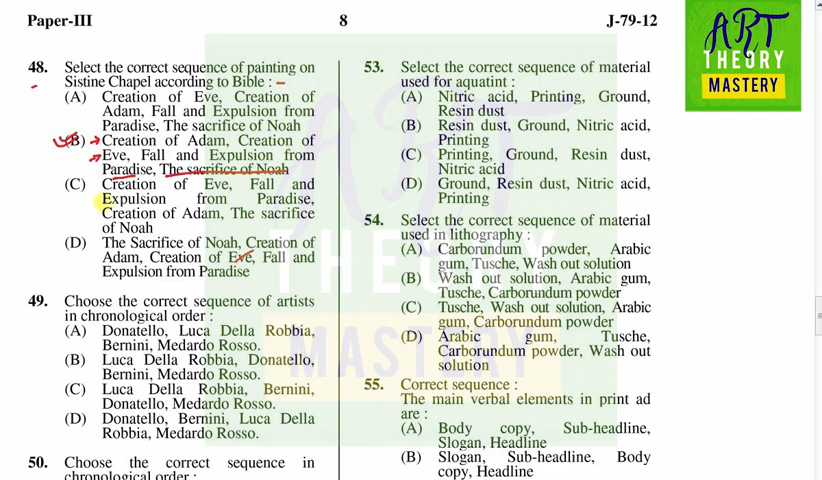 Paper-III
8
J-79-12
48. Select the correct sequence of painting on
Sistine Chapel according to Bible :
(A) Creation of Eve, Creation of
Adam, Fall and Expulsion from
Paradise, The sacrifice of Noah
(B) Creation of Adam, Creation of
Eve, Fall and Expulsion from
Paradise, The sacrifice of Noah
(C) Creation of Eve, Fall and
Expulsion from Paradise,
Creation of Adam, The sacrifice
of Noah
(D) The Sacrifice of Noah, Creation of
Adam, Creation of Eve, Fall and
Expulsion from Paradise
49. Choose the correct sequence of artists
in chronological order :
(A) Donatello, Luca Della Robbia,
Bernini, Medardo Rosso.
(B) Luca Della Robbia, Donatello,
Bernini, Medardo Rosso.
(C) Luca Della Robbia, Bernini,
Donatello, Medardo Rosso.
(D) Donatello, Bernini, Luca Della
Robbia, Medardo Rosso.
50. Choose the correct sequence in
chronological order :
53. Select the correct sequence of material
used for aquatint :
(A) Nitric acid, Printing, Ground,
Resin dust
(B) Resin dust, Ground, Nitric acid,
Printing
(C) Printing, Ground, Resin dust,
Nitric acid
(D) Ground, Resin dust, Nitric acid,
Printing
54. Select the correct sequence of material
used in lithography :
(A) Carborundum powder, Arabic
gum, Tusche, Wash out solution
(B) Wash out solution, Arabic gum,
Tusche, Carborundum powder
(C) Tusche, Wash out solution, Arabic
gum, Carborundum powder
(D) Arabic gum, Tusche,
Carborundum powder, Wash out
solution
55. Correct sequence :
The main verbal elements in print ad
are :
(A) Body copy, Sub-headline,
Slogan, Headline
(B) Slogan, Sub-headline, Body
copy, Headline
ART
THEORY
MASTERY
ART
THEORY
MASTERY